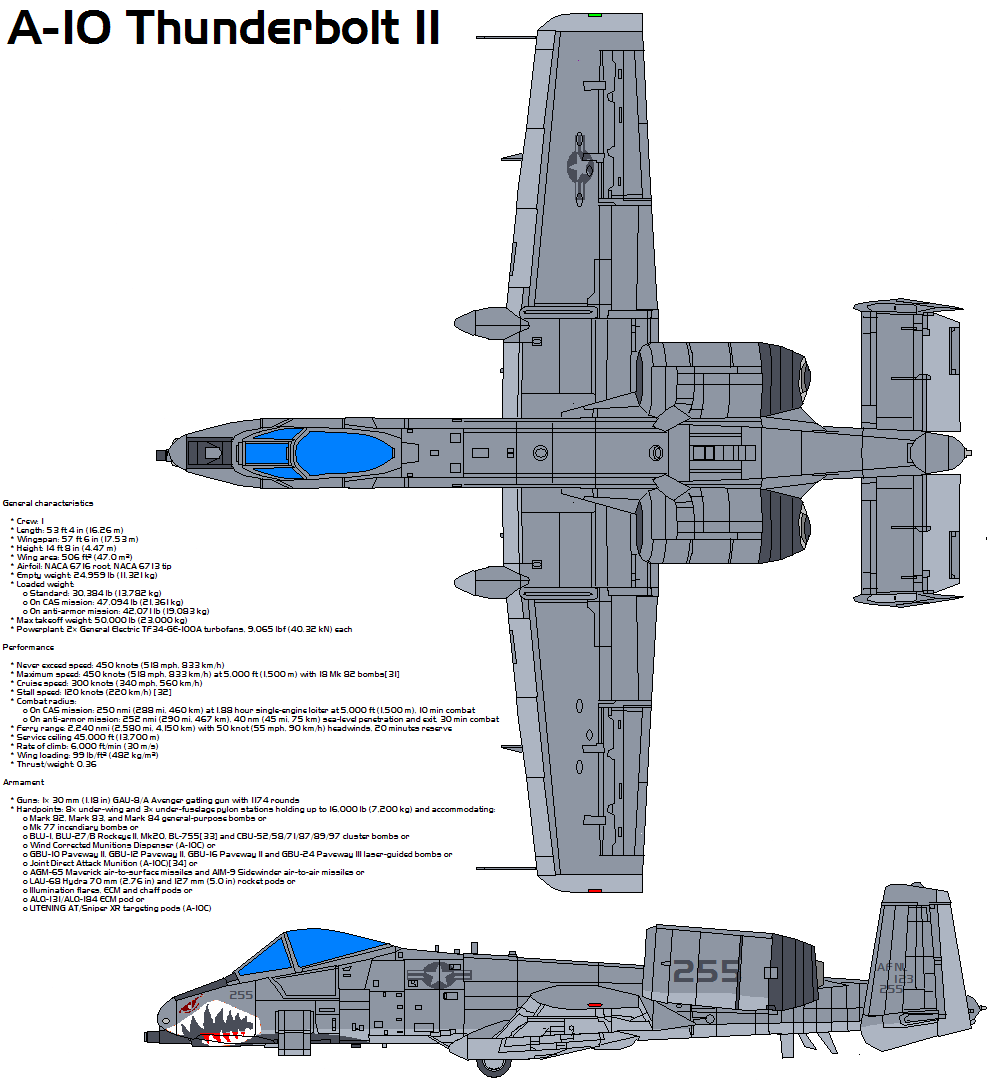 A-10 Thunderbolt II
General characteristics
* Crew: 1
* Length: 53 ft 4 in (16.26 m)
* Wingspan: 57 ft 6 in (17.53 m)
* Height: 14 ft 8 in (4.47 m)
* Wing area: 506 ft² (47.0 m²)
* Airfoil: NACA 6716 root, NACA 6713 tip
* Empty weight: 24,959 lb (11,321 kg)
* Loaded weight:
o Standard: 30,384 lb (13,782 kg)
o On CAS mission: 47,094 lb (21,361 kg)
o On anti-armor mission: 42,071 lb (19,083 kg)
* Max takeoff weight: 50,000 lb (23,000 kg)
* Powerplant: 2× General Electric TF34-GE-100A turbofans, 9,065 lbf (40.32 kN) each
Performance
* Never exceed speed: 450 knots (518 mph, 833 km/h)
* Maximum speed: 450 knots (518 mph, 833 km/h) at 5,000 ft (1,500 m) with 18 Mk 82 bombs[31]
* Cruise speed: 300 knots (340 mph, 560 km/h)
* Stall speed: 120 knots (220 km/h) [32]
* Combat radius:
o On CAS mission: 250 nmi (288 mi, 460 km) at 1.88 hour single-engine loiter at 5,000 ft (1,500 m), 10 min combat
o On anti-armor mission: 252 nmi (290 mi, 467 km), 40 nm (45 mi, 75 km) sea-level penetration and exit, 30 min combat
* Ferry range: 2,240 nmi (2,580 mi, 4,150 km) with 50 knot (55 mph, 90 km/h) headwinds, 20 minutes reserve
* Service ceiling 45,000 ft (13,700 m)
* Rate of climb: 6,000 ft/min (30 m/s)
* Wing loading: 99 lb/ft² (482 kg/m²)
* Thrust/weight: 0.36
Armament
* Guns: 1× 30 mm (1.18 in) GAU-8/A Avenger gatling gun with 1174 rounds
* Hardpoints: 8× under-wing and 3× under-fuselage pylon stations holding up to 16,000 lb (7,200 kg) and accommodating:
o Mark 82, Mark 83, and Mark 84 general-purpose bombs or
o Mk 77 incendiary bombs or
o BLU-1, BLU-27/B Rockeye II, Mk20, BL-755[33] and CBU-52/58/71/87/89/97 cluster bombs or
o Wind Corrected Munitions Dispenser (A-10C) or
o GBU-10 Paveway II, GBU-12 Paveway II, GBU-16 Paveway II and GBU-24 Paveway III laser-guided bombs or
o Joint Direct Attack Munition (A-10C)[34] or
o AGM-65 Maverick air-to-surface missiles and AIM-9 Sidewinder air-to-air missiles or
o LAU-68 Hydra 70 mm (2.76 in) and 127 mm (5.0 in) rocket pods or
o Illumination flares, ECM and chaff pods or
o ALQ-131/ALQ-184 ECM pod or
o LITENING AT/Sniper XR targeting pods (A-10C)
255
255
AFNL
123
255